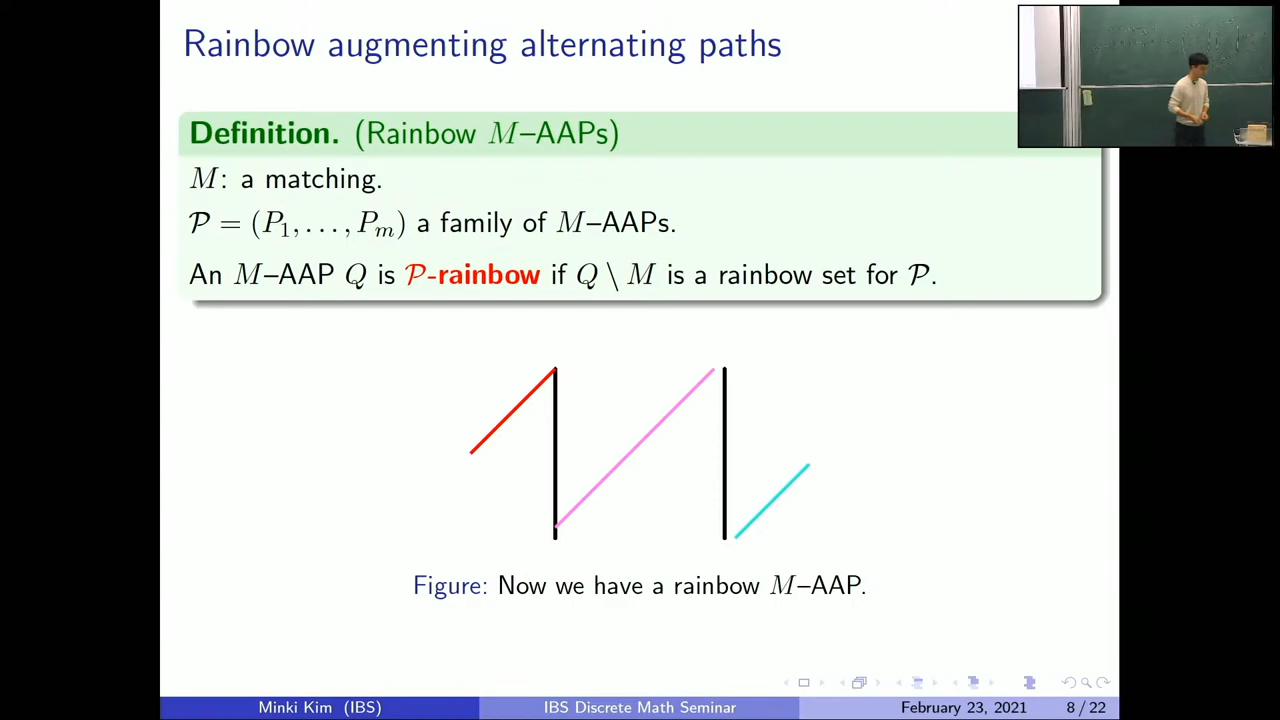 Rainbow augmenting alternating paths
Definition. (Rainbow M–AAPs)
M: a matching.
𝒫 = (P₁, . . . , Pₘ) a family of M–AAPs.
An M–AAP Q is 𝒫-rainbow if Q \ M is a rainbow set for 𝒫.
Figure: Now we have a rainbow M–AAP.
Minki Kim (IBS) IBS Discrete Math Seminar February 23, 2021 8 / 22